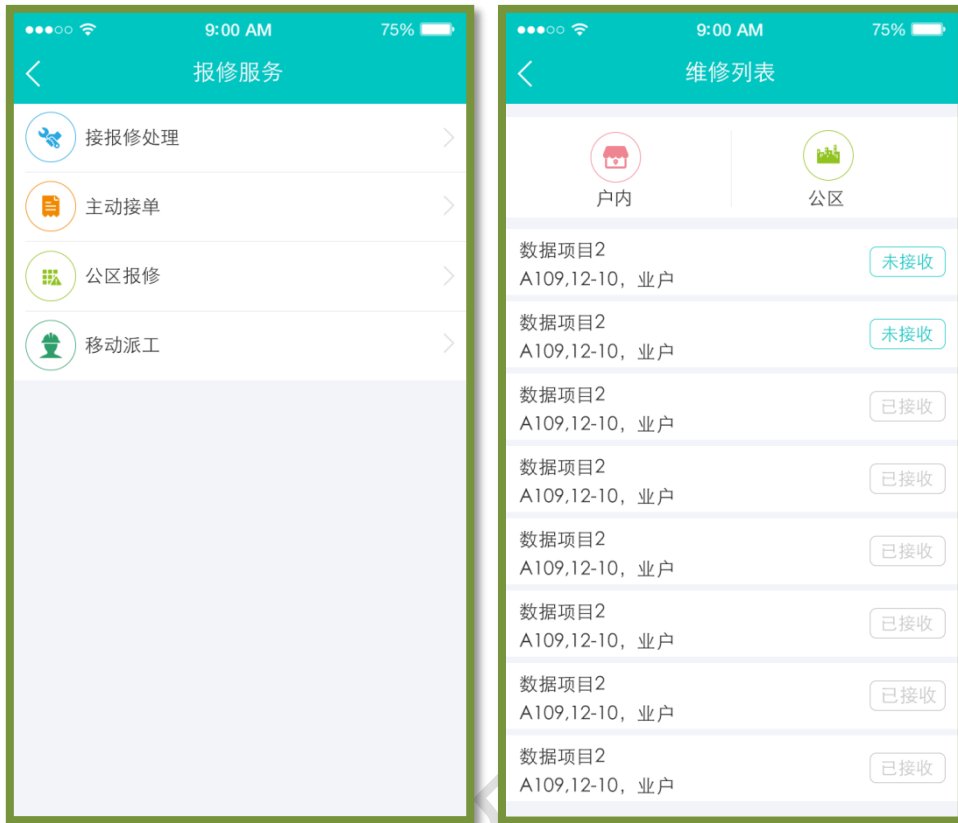 9:00 AM
75%
报修服务
接报修处理
主动接单
公区报修
移动派工
9:00 AM
75%
维修列表
户内
公区
数据项目2
A109,12-10，业户
未接收
数据项目2
A109,12-10，业户
未接收
数据项目2
A109,12-10，业户
已接收
数据项目2
A109,12-10，业户
已接收
数据项目2
A109,12-10，业户
已接收
数据项目2
A109,12-10，业户
已接收
数据项目2
A109,12-10，业户
已接收
数据项目2
A109,12-10，业户
已接收